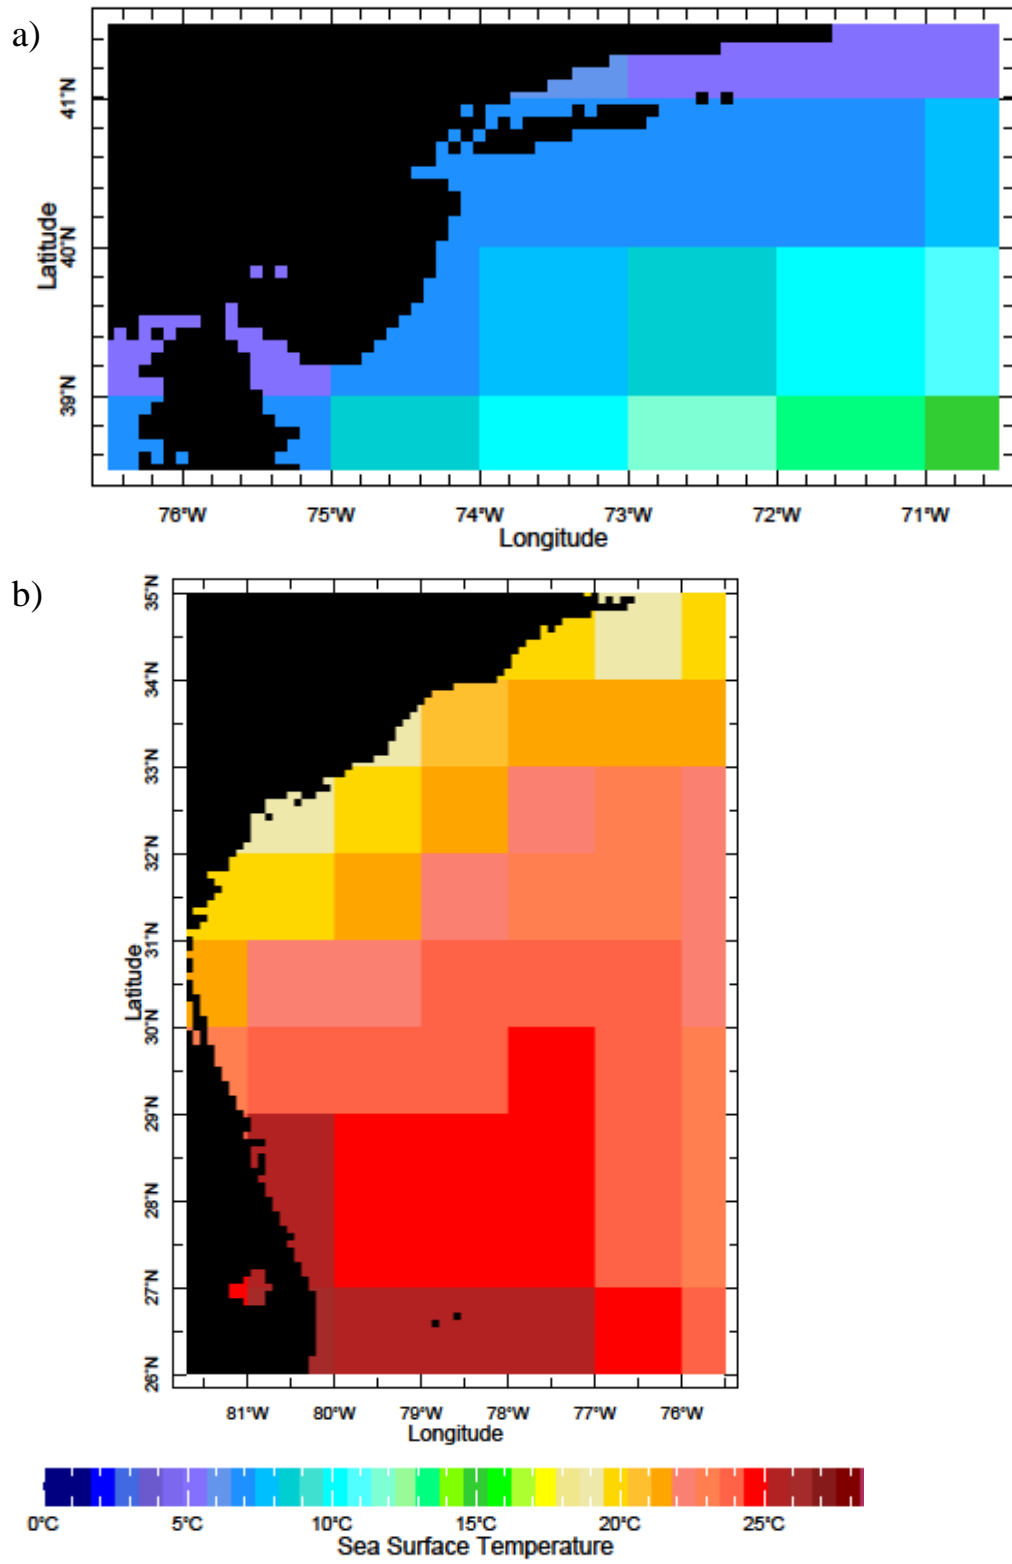 a)
41°N
40°N
39°N
Latitude
76°W 75°W 74°W 73°W 72°W 71°W
Longitude
b)
35°N
34°N
33°N
32°N
31°N
30°N
29°N
28°N
27°N
26°N
Latitude
81°W 80°W 79°W 78°W 77°W 76°W
Longitude
0°C 5°C 10°C 15°C 20°C 25°C
Sea Surface Temperature